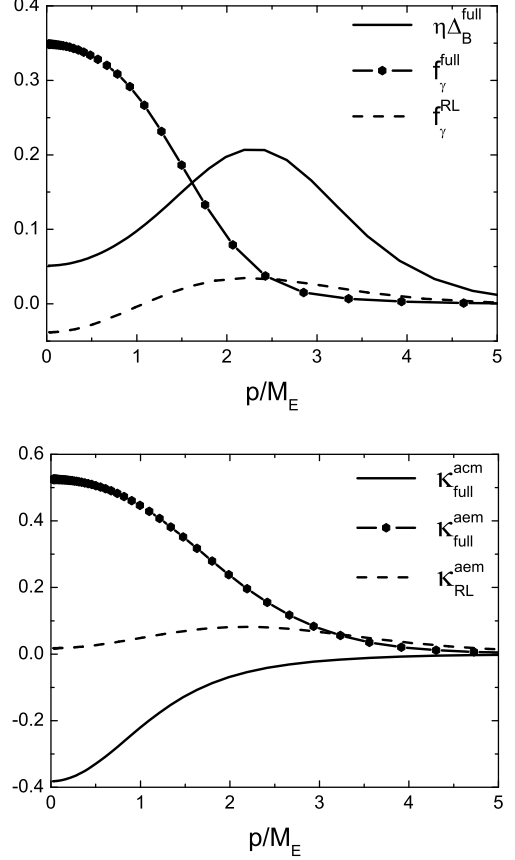 0.4
0.3
0.2
0.1
0.0
0 1 2 3 4 5
p/M_E
ηΔ_B^full
f_γ^full
f_γ^RL
0.6
0.4
0.2
0.0
-0.2
-0.4
0 1 2 3 4 5
p/M_E
κ_full^acm
κ_full^aem
κ_RL^aem